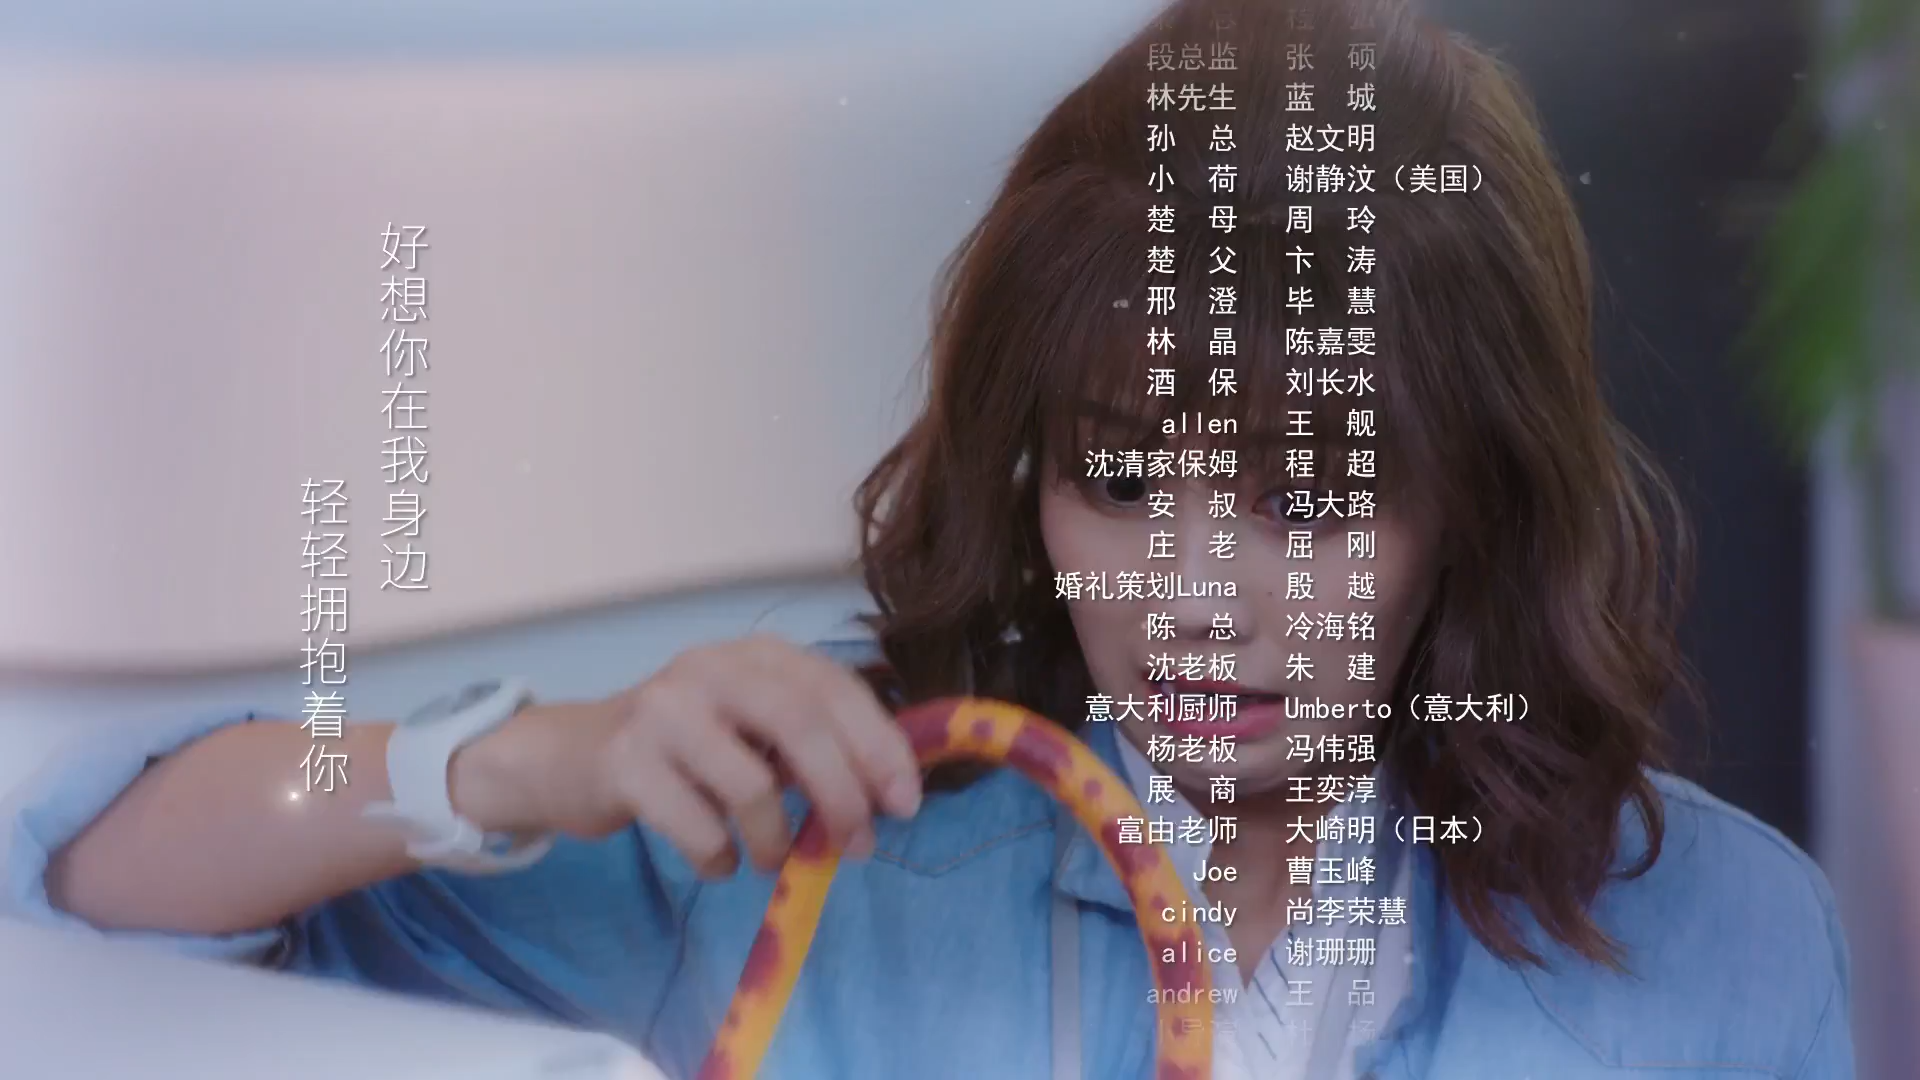 好想你在我身边
轻轻拥抱着你
段总监 张硕
林先生 蓝城
孙总 赵文明
小荷 谢静汶（美国）
楚母 周玲
楚父 卞涛
邢澄 毕慧
林晶 陈嘉雯
酒保 刘长水
allen 王舰
沈清家保姆 程超
安叔 冯大路
庄老 屈刚
婚礼策划Luna 殷越
陈总 冷海铭
沈老板 朱建
意大利厨师 Umberto（意大利）
杨老板 冯伟强
展商 王奕淳
富由老师 大崎明（日本）
Joe 曹玉峰
cindy 尚李荣慧
alice 谢珊珊
andrew 王品